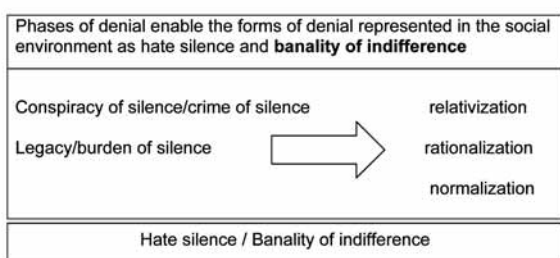 Phases of denial enable the forms of denial represented in the social
environment as hate silence and banality of indifference
Conspiracy of silence/crime of silence relativization
Legacy/burden of silence rationalization
normalization
Hate silence / Banality of indifference